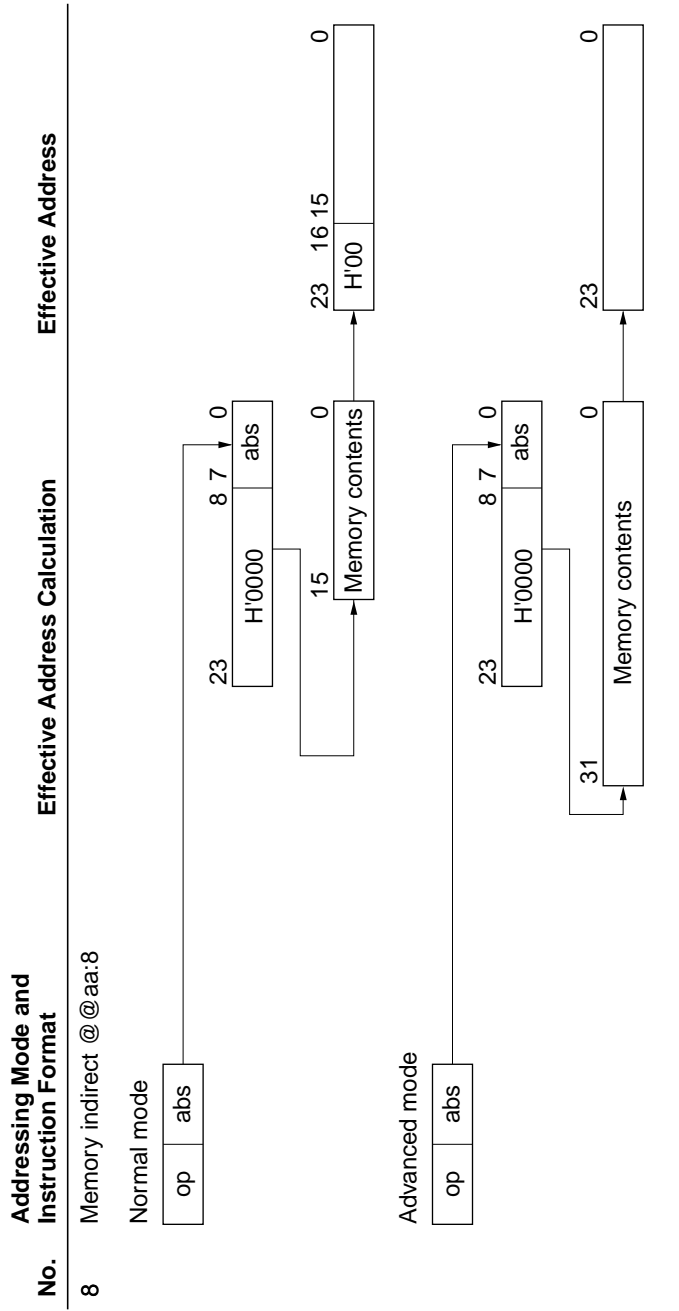 Addressing Mode and
No. Instruction Format Effective Address Calculation Effective Address
8 Memory indirect @@aa:8
Normal mode
op abs
23 8 7 0
H'0000 abs
15 0
Memory contents
23 16 15 0
H'00
Advanced mode
op abs
23 8 7 0
H'0000 abs
31 0
Memory contents
23 0